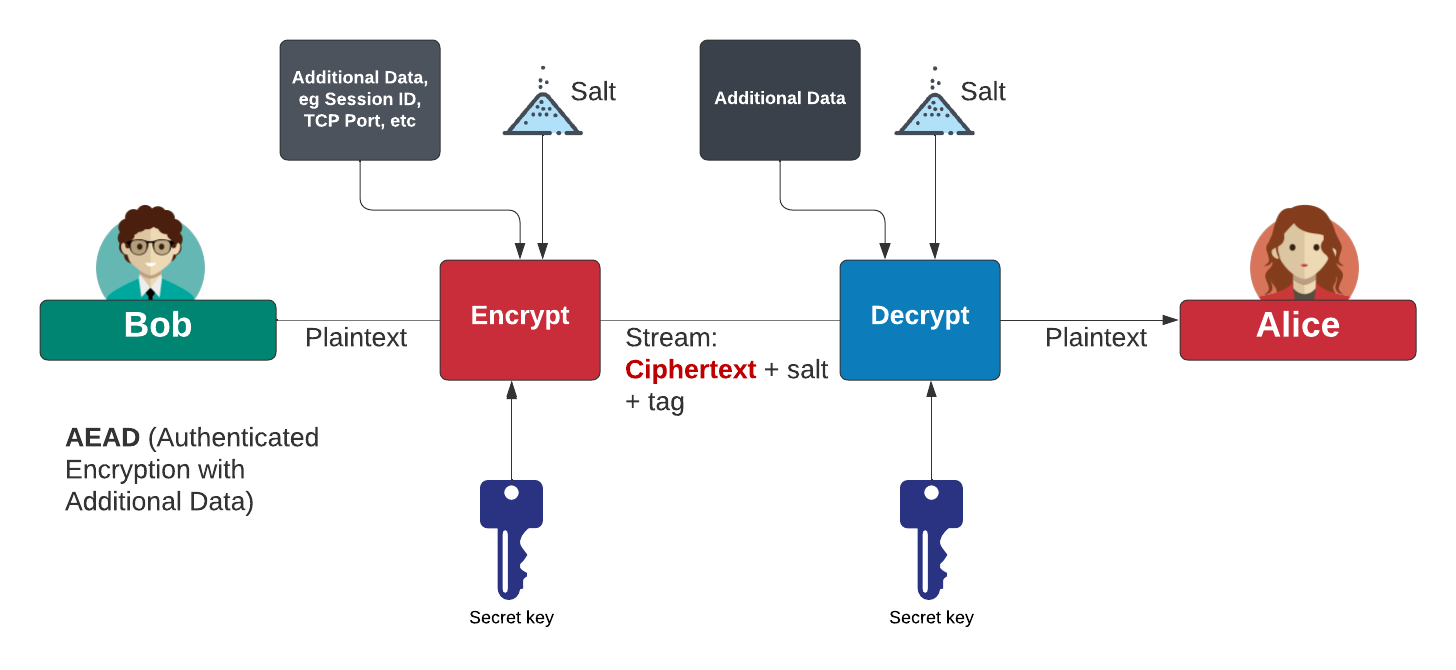 Additional Data,
eg Session ID,
TCP Port, etc
Salt
Additional Data
Salt
Bob
Plaintext
Encrypt
Stream:
Ciphertext + salt
+ tag
Decrypt
Plaintext
Alice
AEAD (Authenticated
Encryption with
Additional Data)
Secret key
Secret key